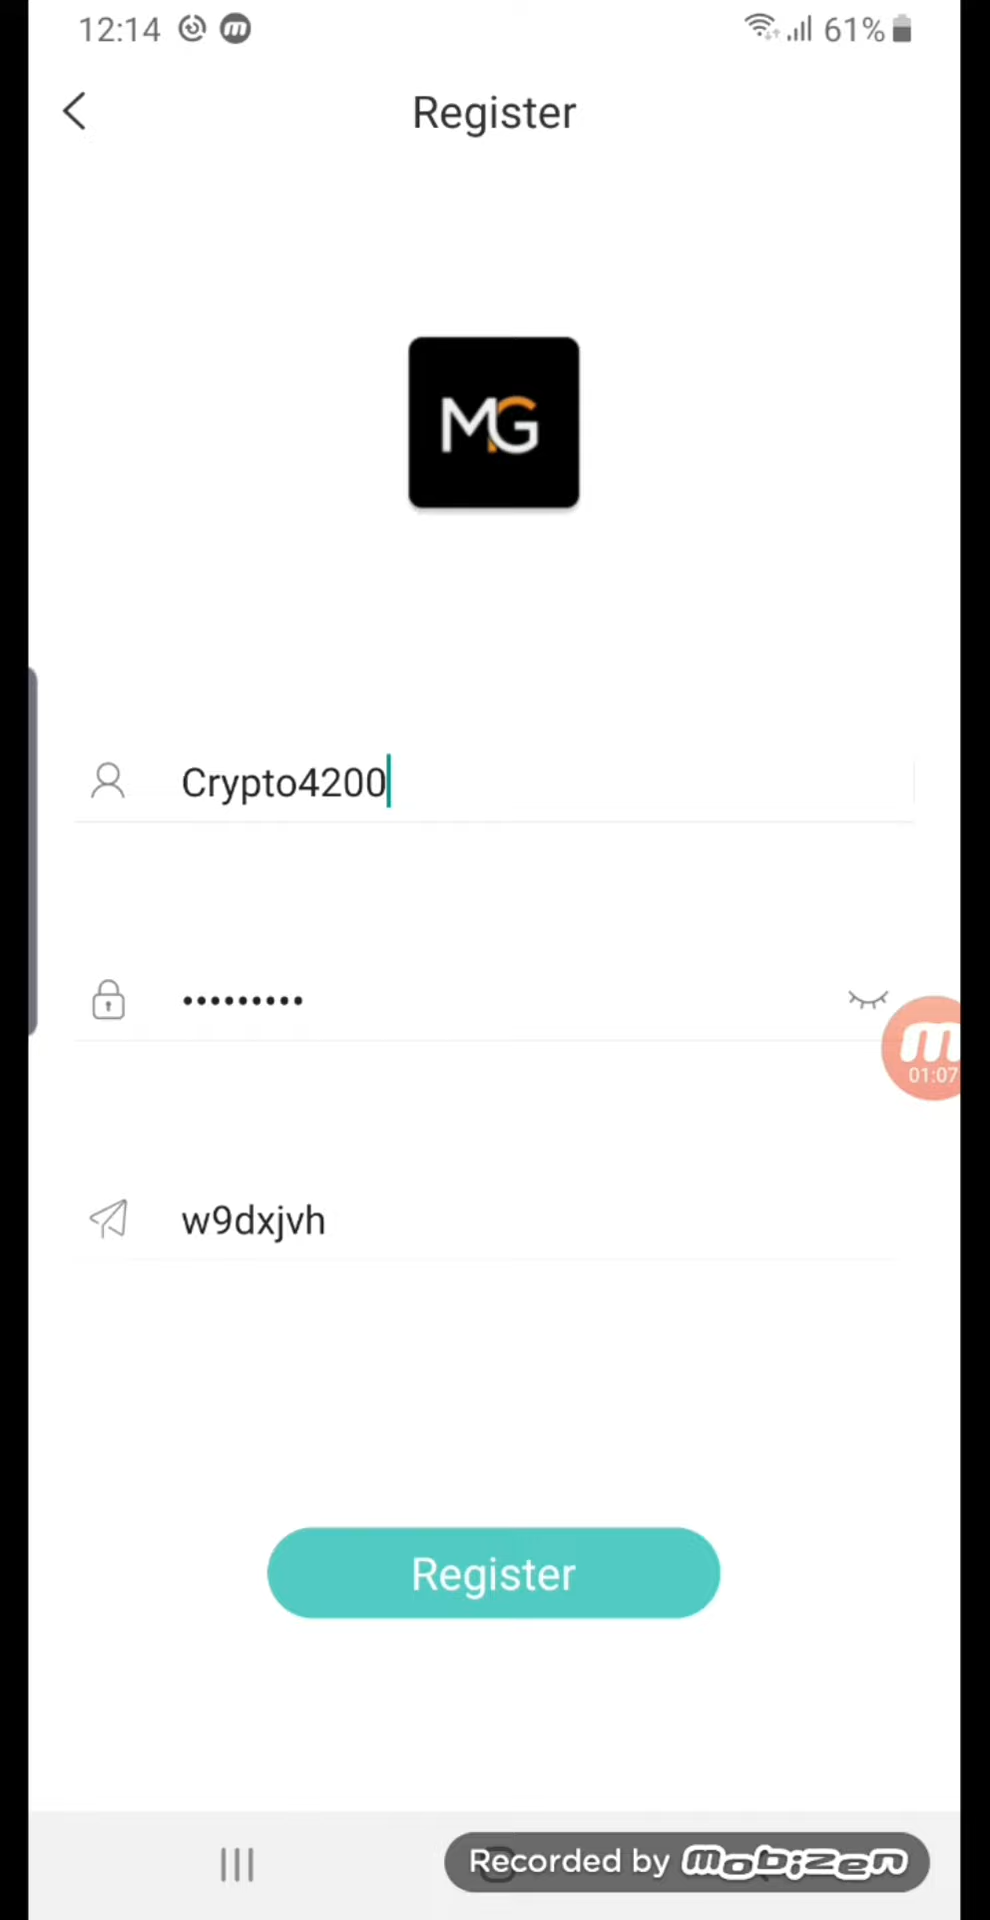 12:14 m 61%
Register
MG
Crypto4200
•••••••••
m
01:07
w9dxjvh
Register
Recorded by mobizen